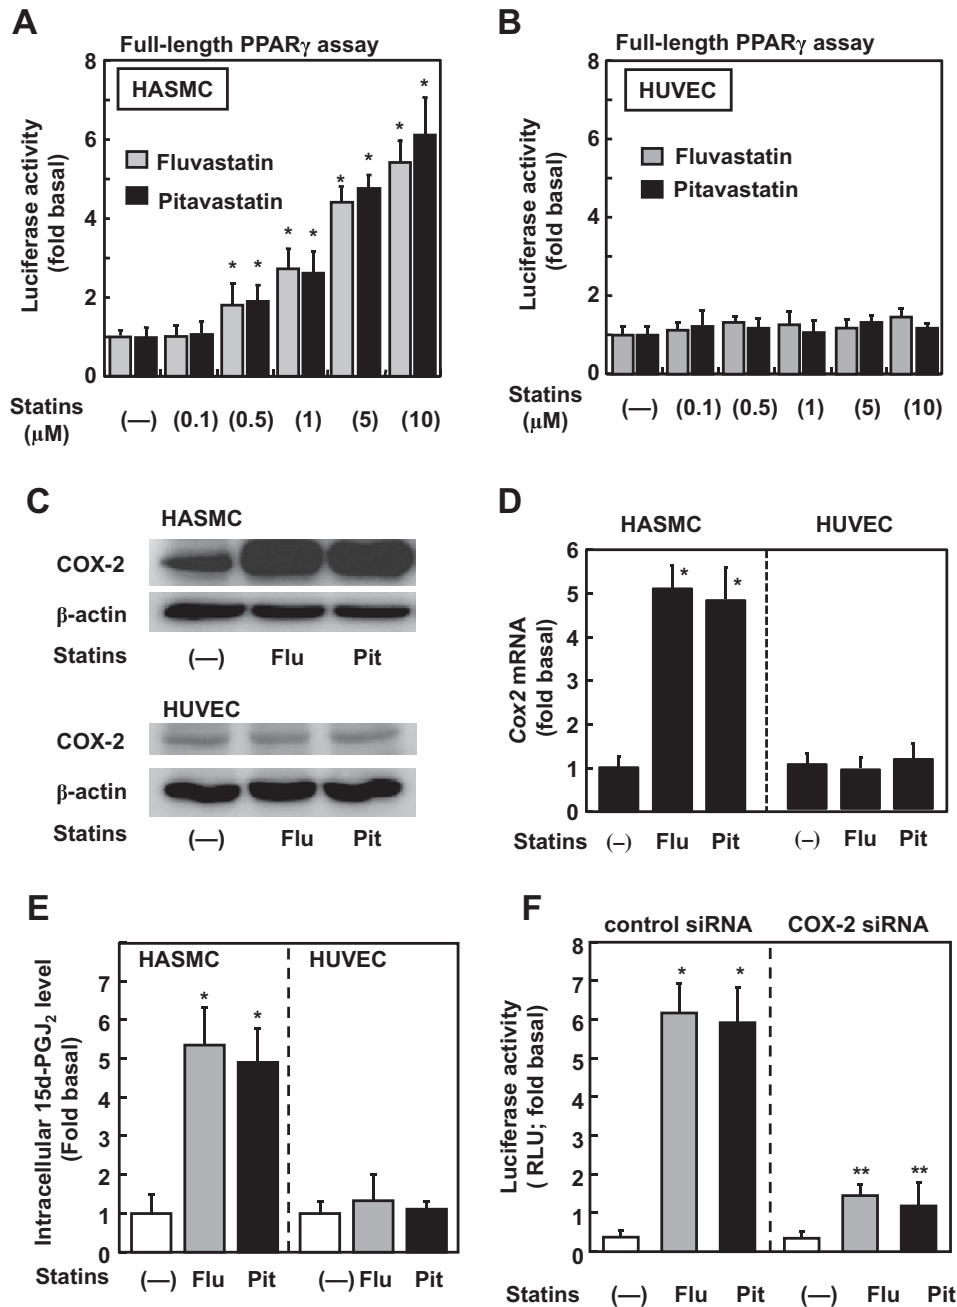 A
Full-length PPARγ assay
HASMC
Fluvastatin
Pitavastatin
Luciferase activity
(fold basal)
8
6
4
2
0
* * * * * * * *
Statins
(μM)
(—) (0.1) (0.5) (1) (5) (10)
B
Full-length PPARγ assay
HUVEC
Fluvastatin
Pitavastatin
Luciferase activity
(fold basal)
8
6
4
2
0
Statins
(μM)
(—) (0.1) (0.5) (1) (5) (10)
C
HASMC
COX-2
β-actin
Statins (—) Flu Pit
HUVEC
COX-2
β-actin
Statins (—) Flu Pit
D
HASMC HUVEC
Cox2 mRNA
(fold basal)
6
5
4
3
2
1
0
* *
Statins (–) Flu Pit (–) Flu Pit
E
HASMC HUVEC
Intracellular 15d-PGJ2 level
(Fold basal)
7
6
5
4
3
2
1
0
* *
Statins (—) Flu Pit (—) Flu Pit
F
control siRNA COX-2 siRNA
Luciferase activity
( RLU; fold basal)
8
7
6
5
4
3
2
1
0
* * ** **
Statins (—) Flu Pit (—) Flu Pit